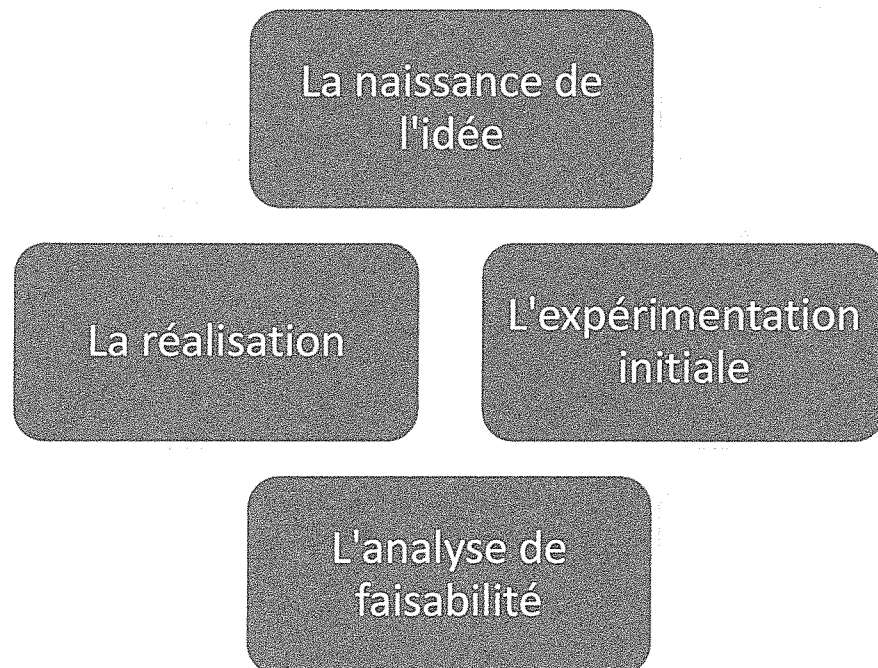 La naissance de
l'idée
La réalisation
L'expérimentation
initiale
L'analyse de
faisabilité